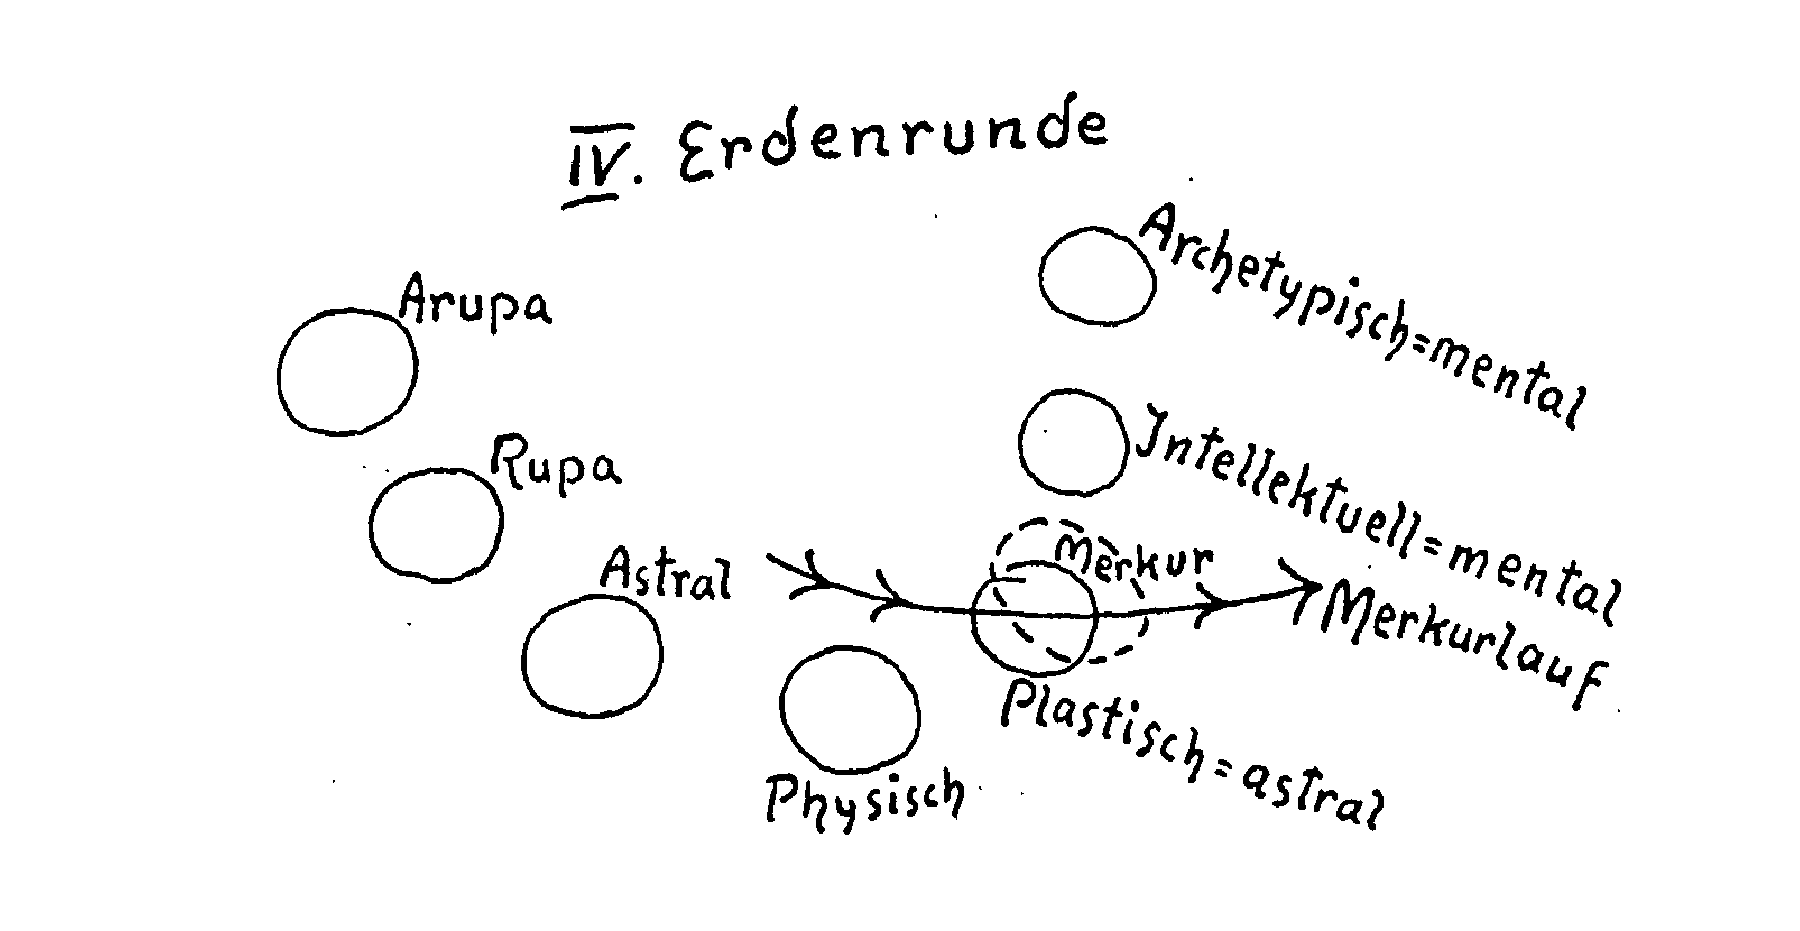 IV. Erdenrunde
Arupa
Rupa
Astral
Physisch
Archetypisch=mental
Intellektuell=mental
Merkur
Merkurlauf
Plastisch=astral